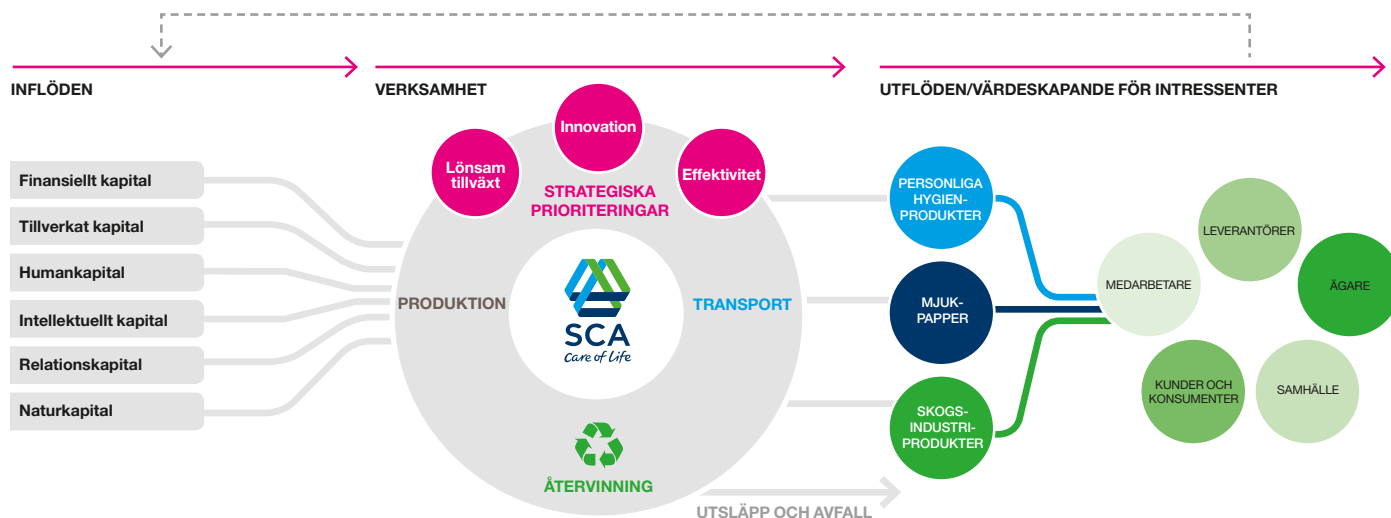 INFLÖDEN
VERKSAMHET
UTFLÖDEN/VÄRDESKAPANDE FÖR INTRESSENTER
Finansiellt kapital
Tillverkat kapital
Humankapital
Intellektuellt kapital
Relationskapital
Naturkapital
Lönsam
tillväxt
Innovation
Effektivitet
STRATEGISKA
PRIORITERINGAR
PRODUKTION
SCA
Care of Life
TRANSPORT
ÅTERVINNING
UTSLÄPP OCH AVFALL
PERSONLIGA
HYGIEN-
PRODUKTER
MJUK-
PAPPER
SKOGS-
INDUSTRI-
PRODUKTER
MEDARBETARE
LEVERANTÖRER
ÄGARE
KUNDER OCH
KONSUMENTER
SAMHÄLLE